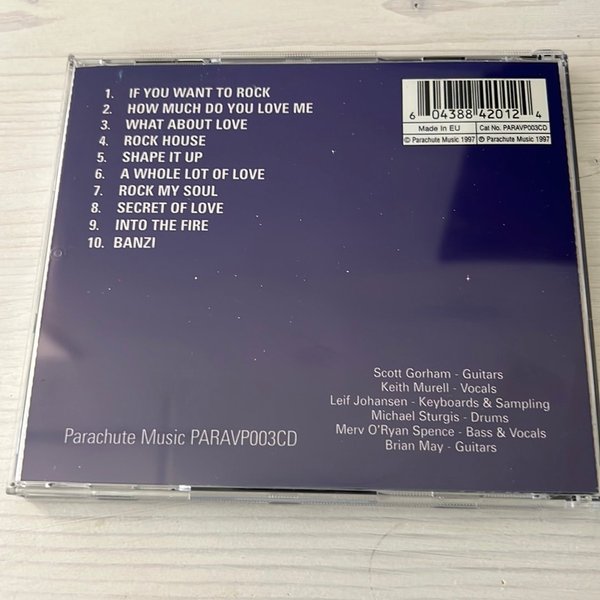 1. IF YOU WANT TO ROCK
2. HOW MUCH DO YOU LOVE ME
3. WHAT ABOUT LOVE
4. ROCK HOUSE
5. SHAPE IT UP
6. A WHOLE LOT OF LOVE
7. ROCK MY SOUL
8. SECRET OF LOVE
9. INTO THE FIRE
10. BANZI
6 04388 42012 4
Made in EU Cat No. PARAVP003CD
© Parachute Music 1997 ℗ Parachute Music 1997
Scott Gorham - Guitars
Keith Murell - Vocals
Leif Johansen - Keyboards & Sampling
Michael Sturgis - Drums
Merv O'Ryan Spence - Bass & Vocals
Brian May - Guitars
Parachute Music PARAVP003CD